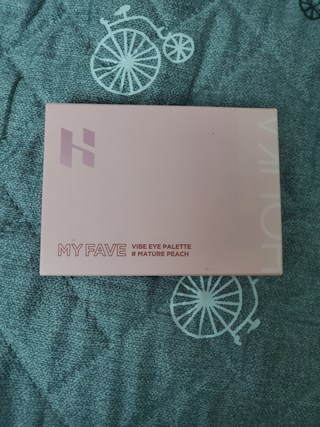 H
MY FAVE
VIBE EYE PALETTE
# MATURE PEACH
HOLIKA